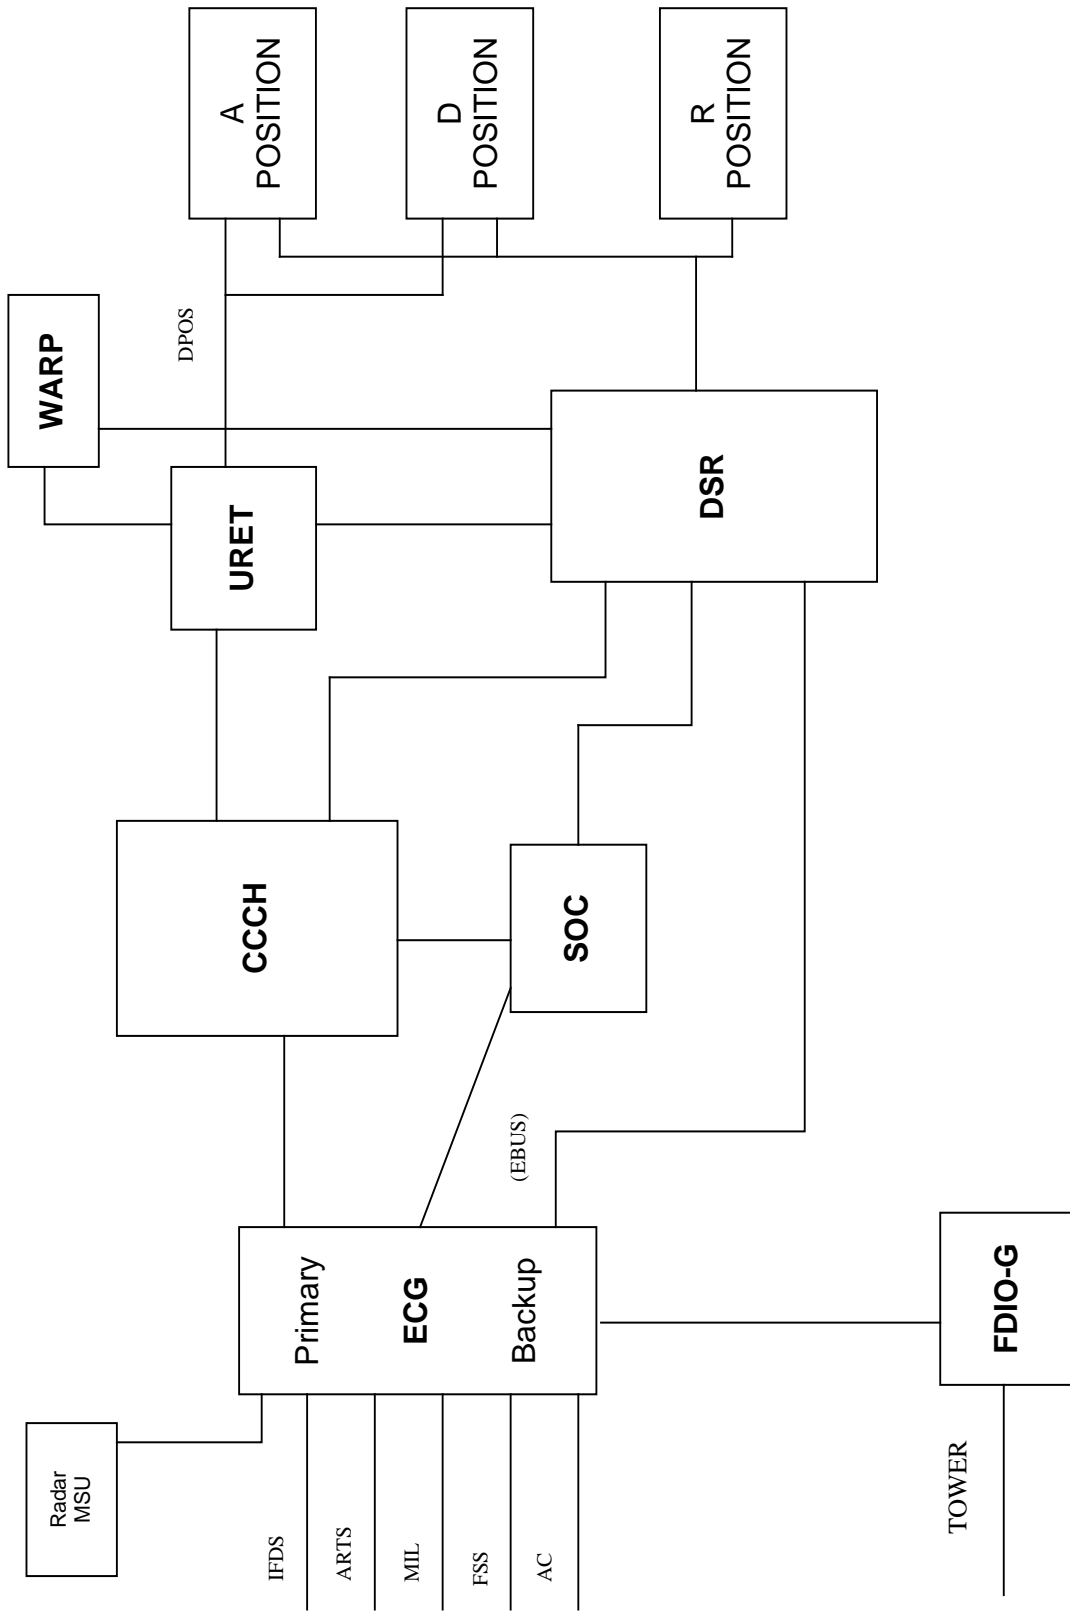 Radar
MSU
IFDS
ARTS
MIL
FSS
AC
TOWER
Primary
ECG
Backup
FDIO-G
(EBUS)
CCCH
SOC
URET
WARP
DSR
DPOS
A
POSITION
D
POSITION
R
POSITION